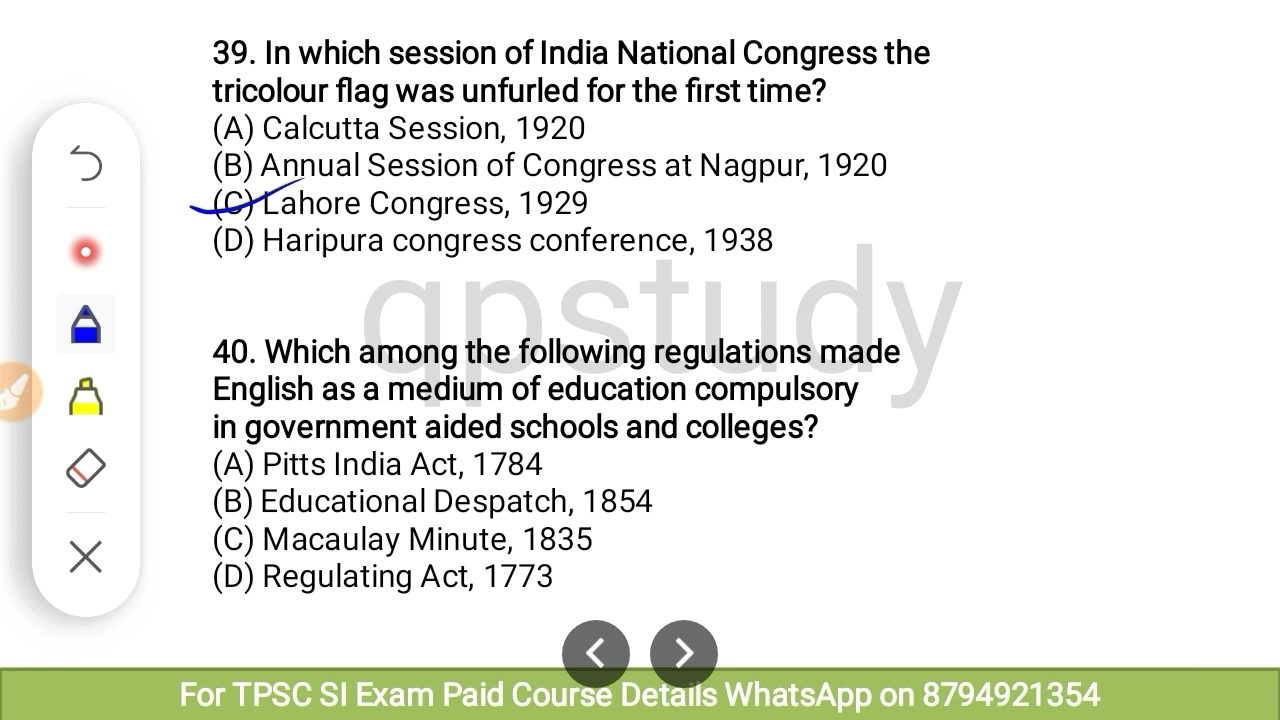 39. In which session of India National Congress the
tricolour flag was unfurled for the first time?
(A) Calcutta Session, 1920
(B) Annual Session of Congress at Nagpur, 1920
(C) Lahore Congress, 1929
(D) Haripura congress conference, 1938
qpstudy
40. Which among the following regulations made
English as a medium of education compulsory
in government aided schools and colleges?
(A) Pitts India Act, 1784
(B) Educational Despatch, 1854
(C) Macaulay Minute, 1835
(D) Regulating Act, 1773
For TPSC SI Exam Paid Course Details WhatsApp on 8794921354